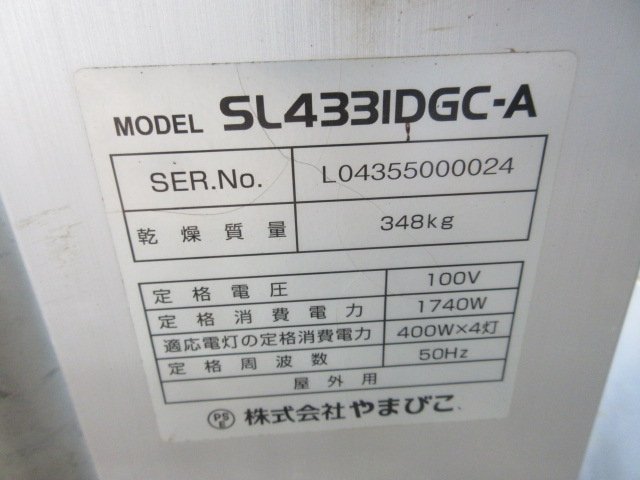 MODEL SL433IDGC-A
SER.No. L04355000024
乾燥質量 348kg
定格電圧 100V
定格消費電力 1740W
適応電灯の定格消費電力 400W×4灯
定格周波数 50Hz
屋外用
PS E 株式会社やまびこ